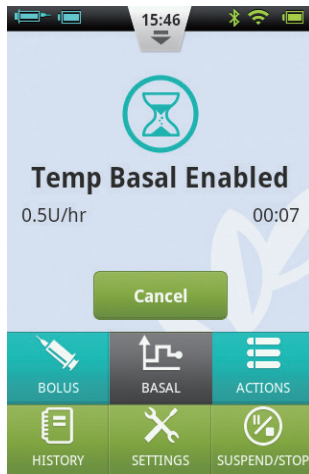 15:46
Temp Basal Enabled
0.5U/hr 00:07
Cancel
BOLUS BASAL ACTIONS
HISTORY SETTINGS SUSPEND/STOP